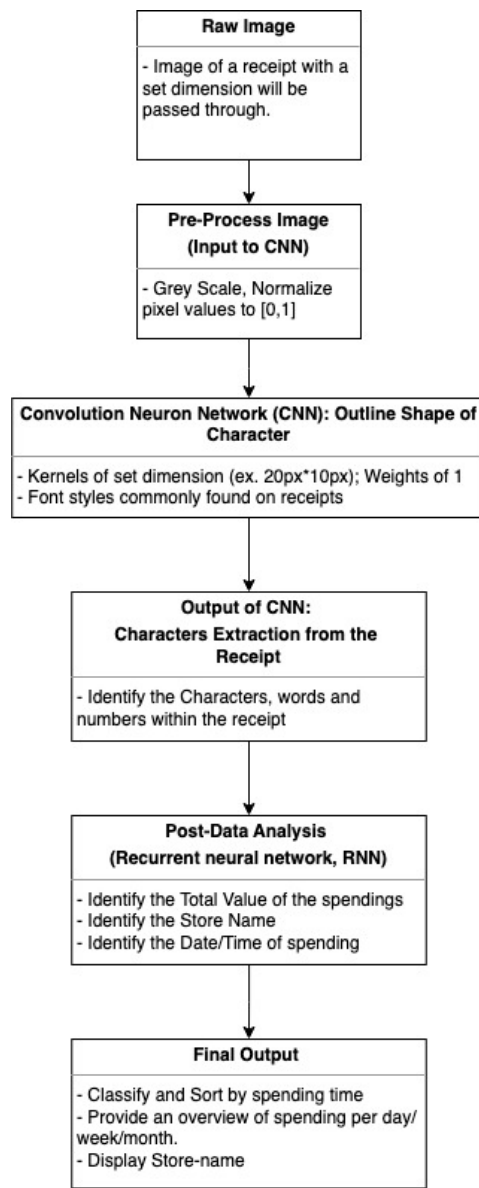 Raw Image
- Image of a receipt with a
set dimension will be
passed through.
Pre-Process Image
(Input to CNN)
- Grey Scale, Normalize
pixel values to [0,1]
Convolution Neuron Network (CNN): Outline Shape of
Character
- Kernels of set dimension (ex. 20px*10px); Weights of 1
- Font styles commonly found on receipts
Output of CNN:
Characters Extraction from the
Receipt
- Identify the Characters, words and
numbers within the receipt
Post-Data Analysis
(Recurrent neural network, RNN)
- Identify the Total Value of the spendings
- Identify the Store Name
- Identify the Date/Time of spending
Final Output
- Classify and Sort by spending time
- Provide an overview of spending per day/
week/month.
- Display Store-name